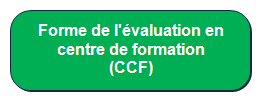 Forme de l'évaluation en
centre de formation
(CCF)